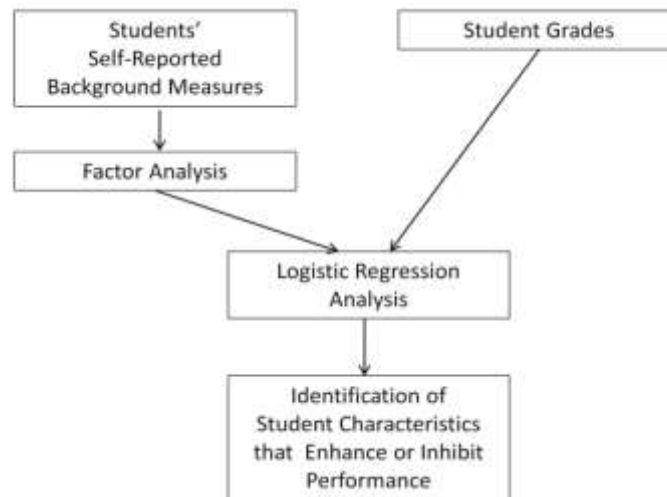 Students’
Self-Reported
Background Measures
Student Grades
Factor Analysis
Logistic Regression
Analysis
Identification of
Student Characteristics
that Enhance or Inhibit
Performance